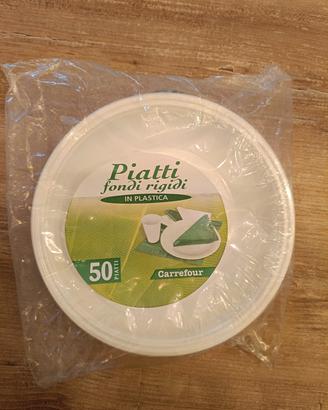 Piatti
fondi rigidi
IN PLASTICA
50 PIATTI
Carrefour